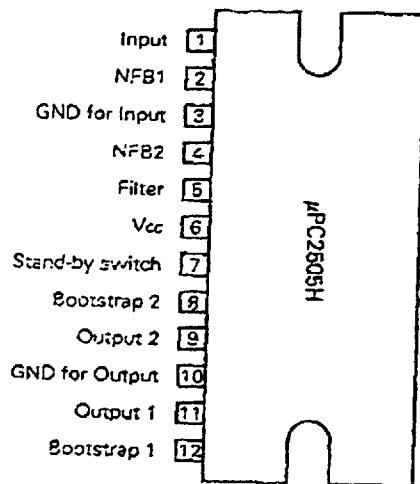 Input 1
NFB1 2
GND for Input 3
NFB2 4
Filter 5
Vcc 6
Stand-by switch 7
Bootstrap 2 8
Output 2 9
GND for Output 10
Output 1 11
Bootstrap 1 12
μPC2505H